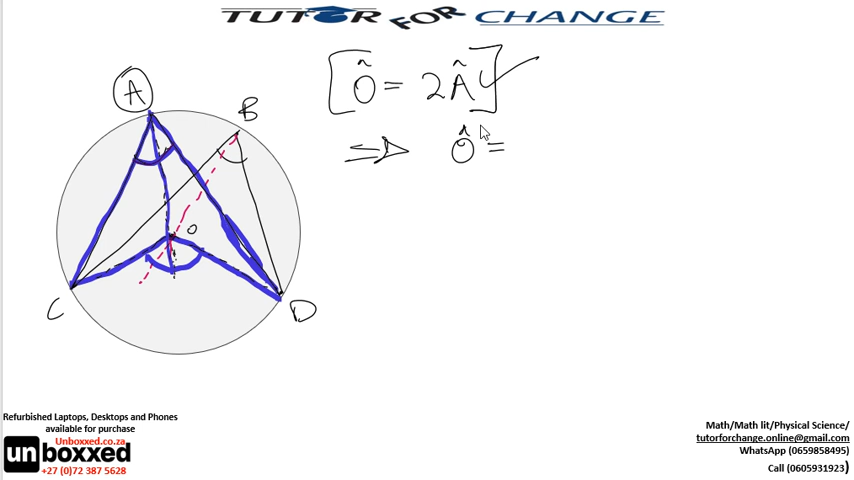 TUTOR FOR CHANGE
Ô = 2Â
⇒ Ô =
A
B
O
C
D
Refurbished Laptops, Desktops and Phones
available for purchase
Unboxxed.co.za
unboxxed
+27 (0)72 387 5628
Math/Math lit/Physical Science/
tutorforchange.online@gmail.com
WhatsApp (0659858495)
Call (0605931923)